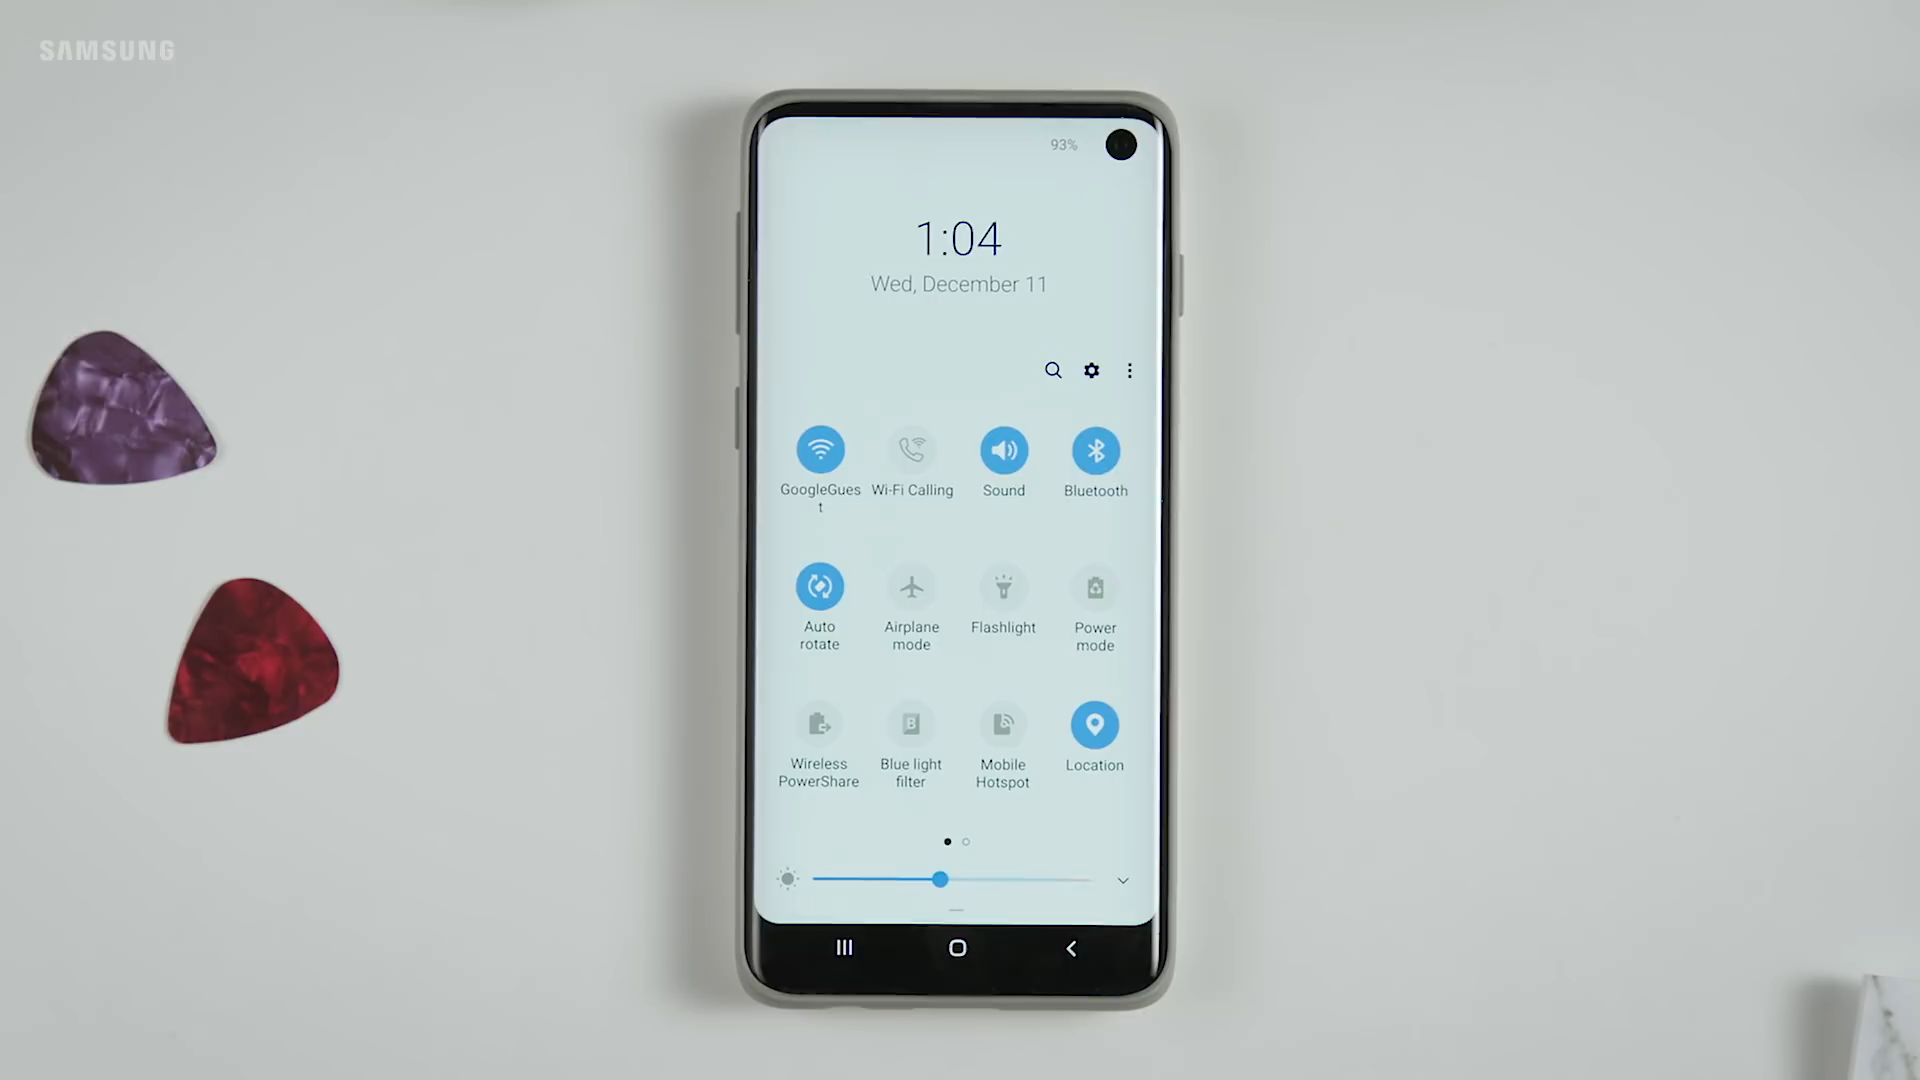 SAMSUNG
93%
1:04
Wed, December 11
GoogleGues
t
Wi-Fi Calling
Sound
Bluetooth
Auto
rotate
Airplane
mode
Flashlight
Power
mode
Wireless
PowerShare
Blue light
filter
Mobile
Hotspot
Location